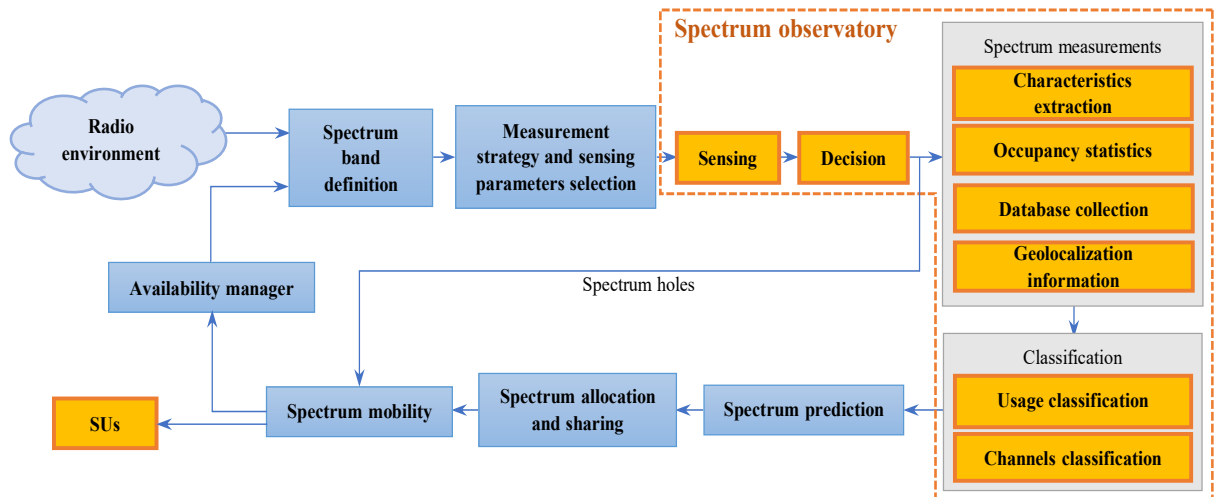 Spectrum observatory
Spectrum measurements
Characteristics
extraction
Radio
environment
Spectrum
band
definition
Measurement
strategy and sensing
parameters selection
Sensing
Decision
Occupancy statistics
Database collection
Geolocalization
information
Availability manager
Spectrum holes
Classification
Usage classification
Channels classification
SUs
Spectrum mobility
Spectrum allocation
and sharing
Spectrum prediction